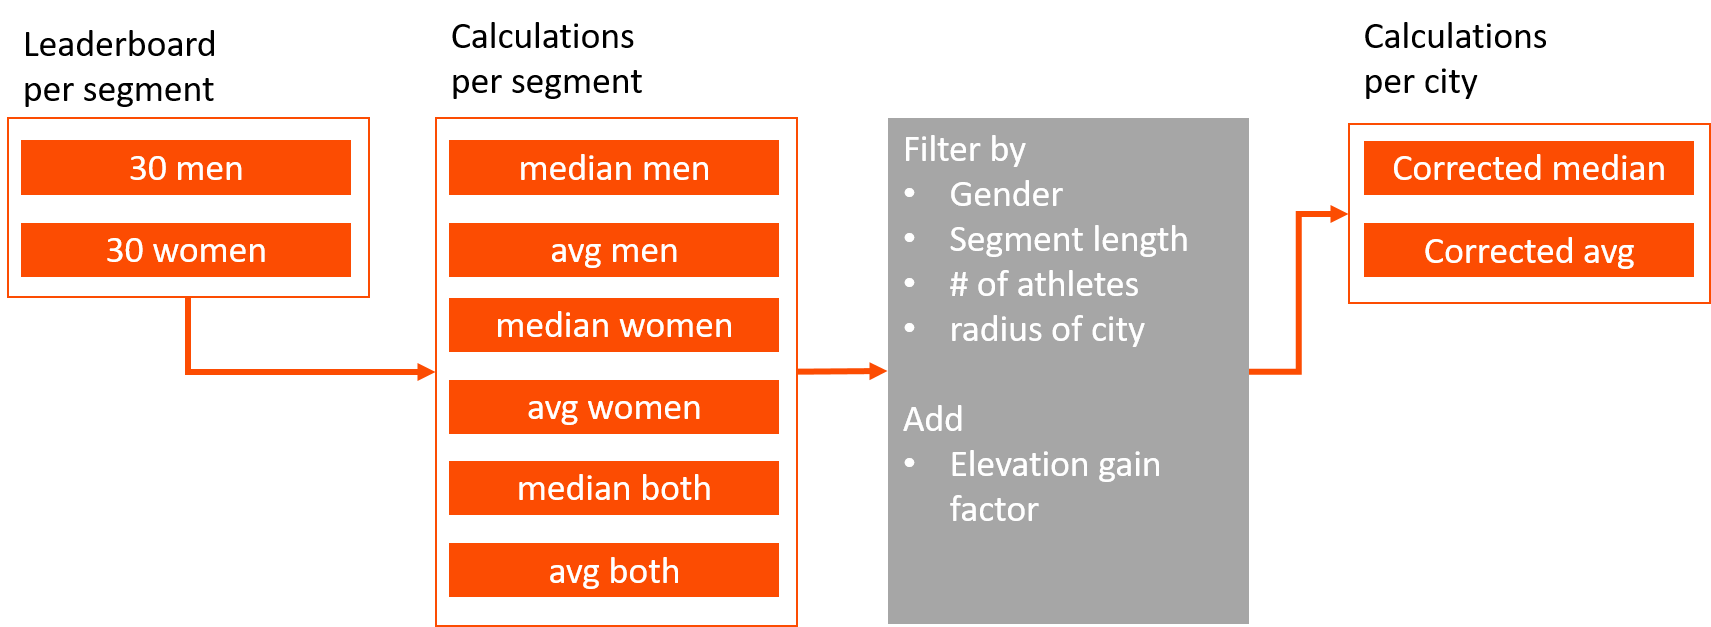 Leaderboard
per segment
30 men
30 women
Calculations
per segment
median men
avg men
median women
avg women
median both
avg both
Filter by
• Gender
• Segment length
• # of athletes
• radius of city
Add
• Elevation gain
factor
Calculations
per city
Corrected median
Corrected avg